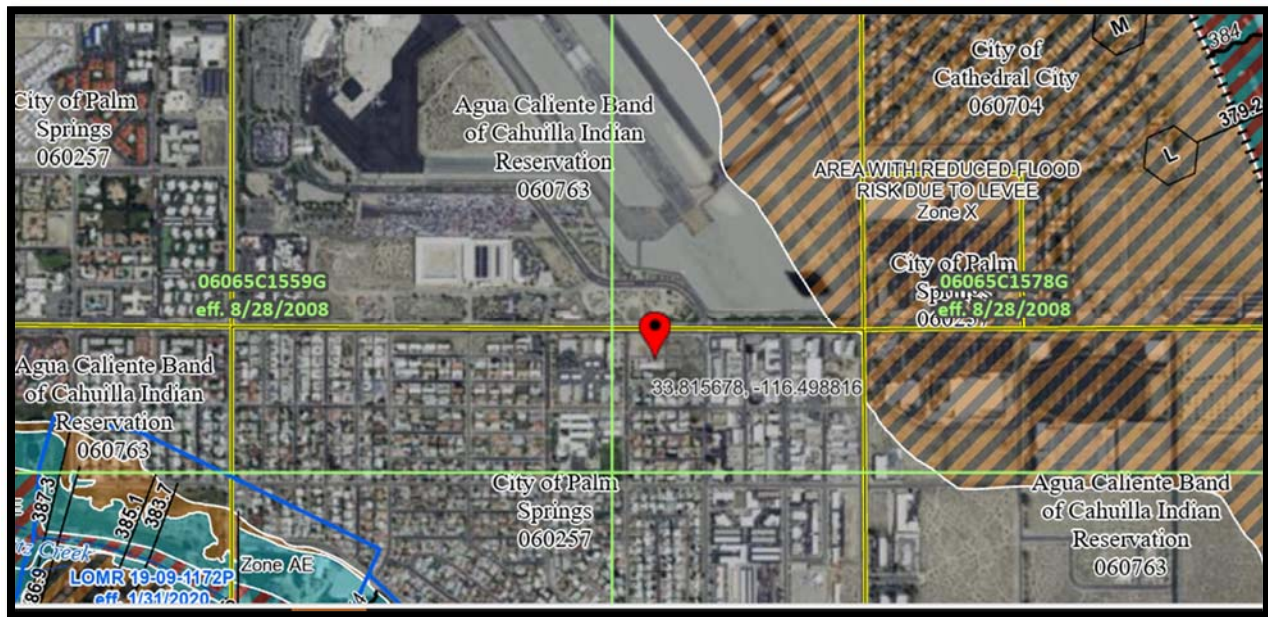 City of Palm
Springs
060257
Agua Caliente Band
of Cahuilla Indian
Reservation
060763
City of
Cathedral City
060704
M
384
379.2
L
AREA WITH REDUCED FLOOD
RISK DUE TO LEVEE
Zone X
06065C1559G
eff. 8/28/2008
City of Palm
Springs
060257
06065C1578G
eff. 8/28/2008
33.815678, -116.498816
Agua Caliente Band
of Cahuilla Indian
Reservation
060763
387.3
385.1
383.7
Creek
86.9
Zone AE
LOMR 19-09-1172P
eff. 1/31/2020
City of Palm
Springs
060257
Agua Caliente Band
of Cahuilla Indian
Reservation
060763